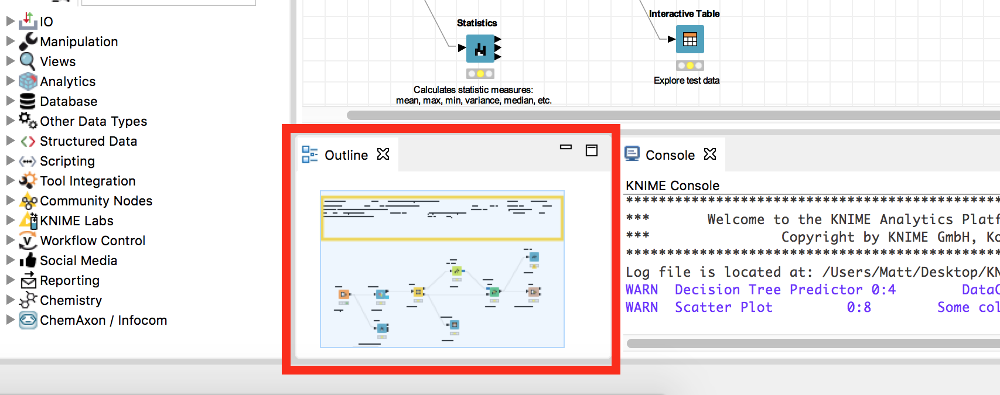 IO
Manipulation
Views
Analytics
Database
Other Data Types
Structured Data
Scripting
Tool Integration
Community Nodes
KNIME Labs
Workflow Control
Social Media
Reporting
Chemistry
ChemAxon / Infocom
Statistics
Calculates statistic measures:
mean, max, min, variance, median, etc.
Interactive Table
Explore test data
Outline
Console
KNIME Console
***********************************************
*** Welcome to the KNIME Analytics Platf
*** Copyright by KNIME GmbH, Ko
***********************************************
Log file is located at: /Users/Matt/Desktop/KN
WARN Decision Tree Predictor 0:4 DataC
WARN Scatter Plot 0:8 Some col